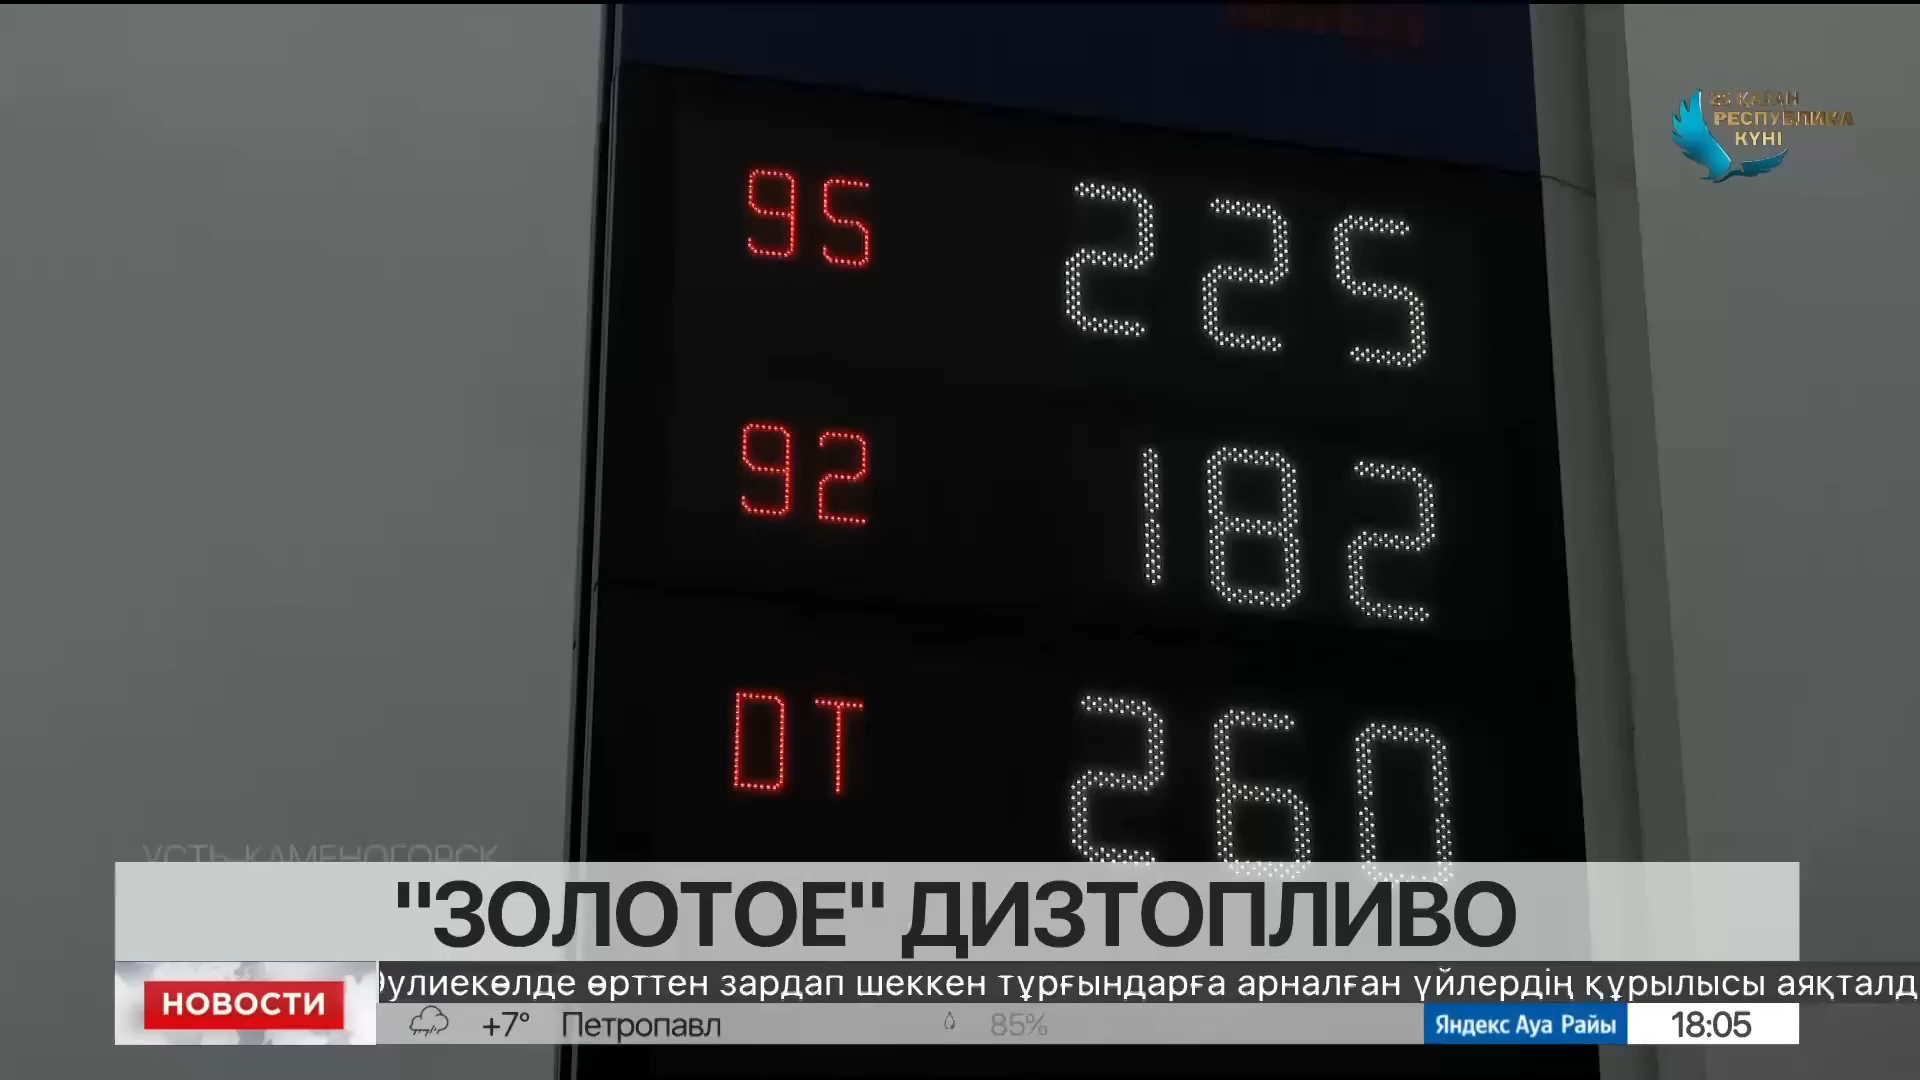 25 ҚАЗАН
РЕСПУБЛИКА
КҮНІ
95 225
92 182
DT 260
УСТЬ-КАМЕНОГОРСК
"ЗОЛОТОЕ" ДИЗТОПЛИВО
НОВОСТИ
Әулиекөлде өрттен зардап шеккен тұрғындарға арналған үйлердің құрылысы аяқталд
+7° Петропавл 85% Яндекс Ауа Райы 18:05